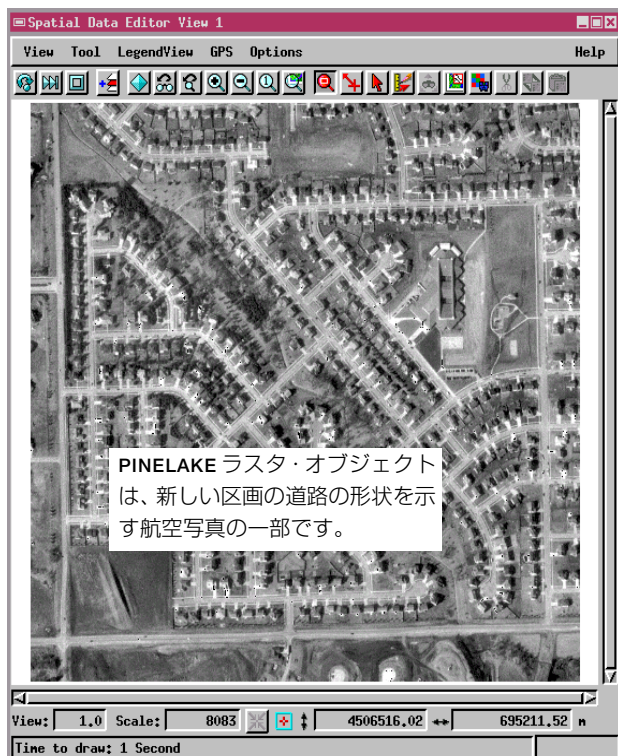 Spatial Data Editor View 1
View Tool LegendView GPS Options Help
PINELAKE ラスタ・オブジェクト
は、新しい区画の道路の形状を示
す航空写真の一部です。
View: 1.0 Scale: 8083 4506516.02 695211.52 m
Time to draw: 1 Second